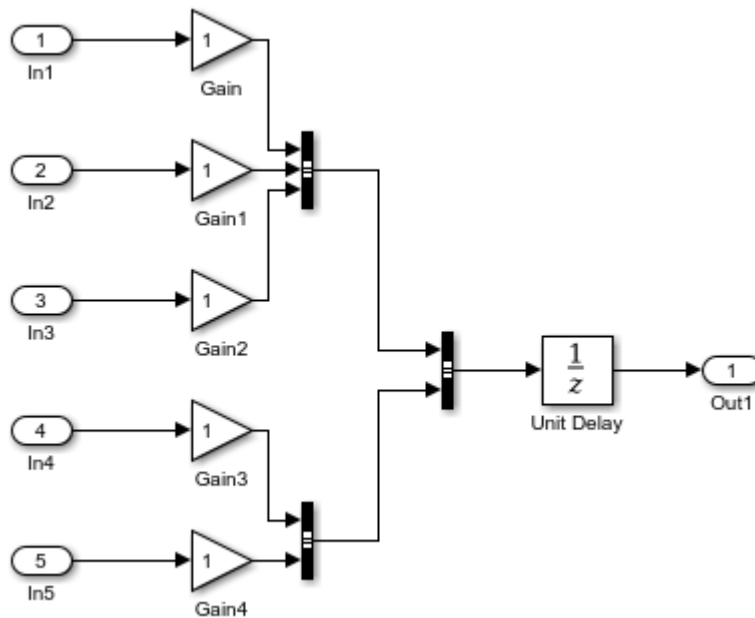 1
In1
1
Gain
2
In2
1
Gain1
3
In3
1
Gain2
4
In4
1
Gain3
5
In5
1
Gain4
1
z
Unit Delay
1
Out1